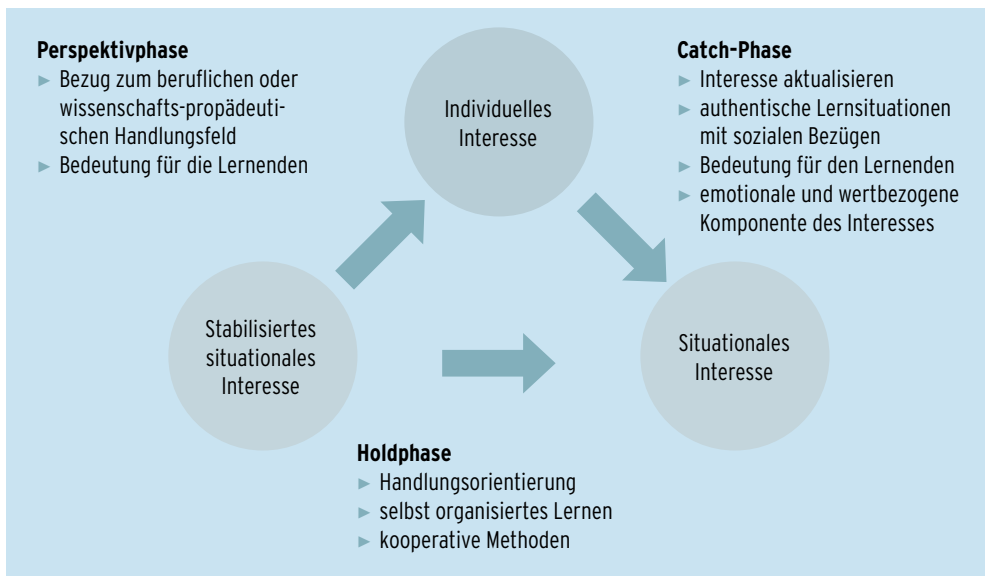 Perspektivphase
► Bezug zum beruflichen oder
wissenschafts-propädeuti-
schen Handlungsfeld
► Bedeutung für die Lernenden
Individuelles
Interesse
Catch-Phase
► Interesse aktualisieren
► authentische Lernsituationen
mit sozialen Bezügen
► Bedeutung für den Lernenden
► emotionale und wertbezogene
Komponente des Interesses
Stabilisiertes
situationales
Interesse
Situationales
Interesse
Holdphase
► Handlungsorientierung
► selbst organisiertes Lernen
► kooperative Methoden